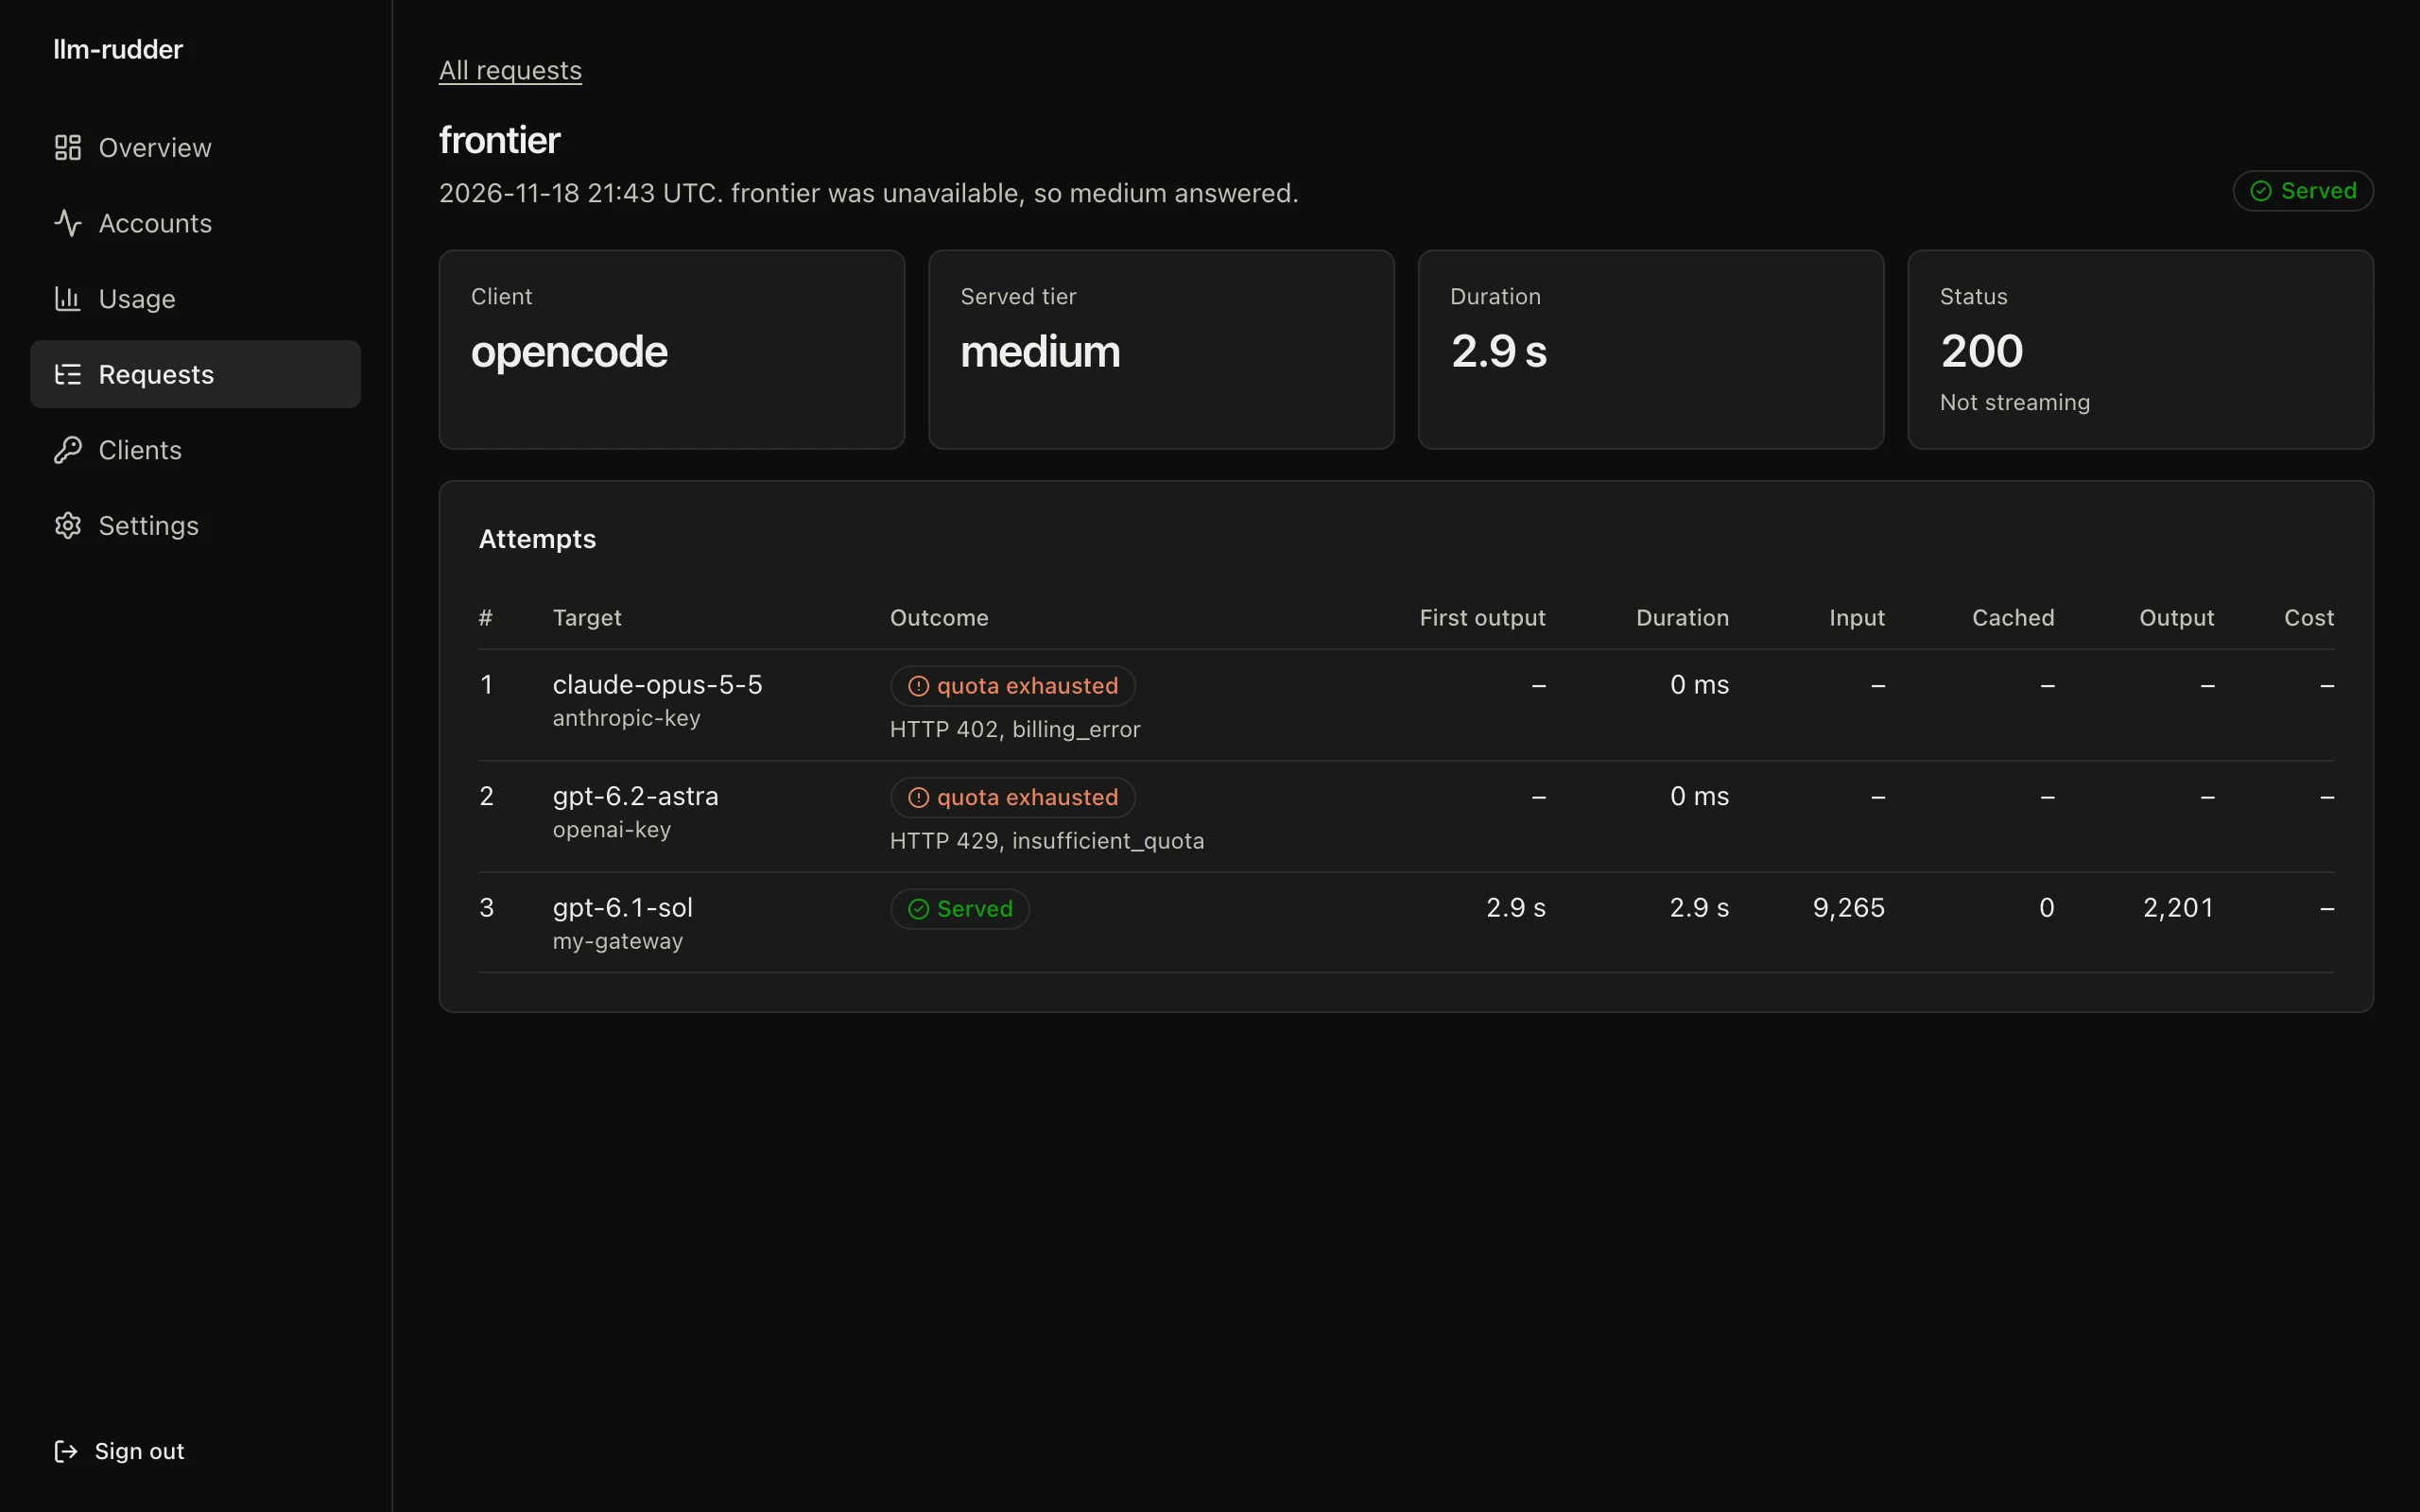 llm-rudder
Overview
Accounts
Usage
Requests
Clients
Settings
Sign out
All requests
frontier
2026-11-18 21:43 UTC. frontier was unavailable, so medium answered.
Served
Client
opencode
Served tier
medium
Duration
2.9 s
Status
200
Not streaming
Attempts
# Target Outcome First output Duration Input Cached Output Cost
1 claude-opus-5-5 quota exhausted – 0 ms – – – –
anthropic-key HTTP 402, billing_error
2 gpt-6.2-astra quota exhausted – 0 ms – – – –
openai-key HTTP 429, insufficient_quota
3 gpt-6.1-sol Served 2.9 s 2.9 s 9,265 0 2,201 –
my-gateway